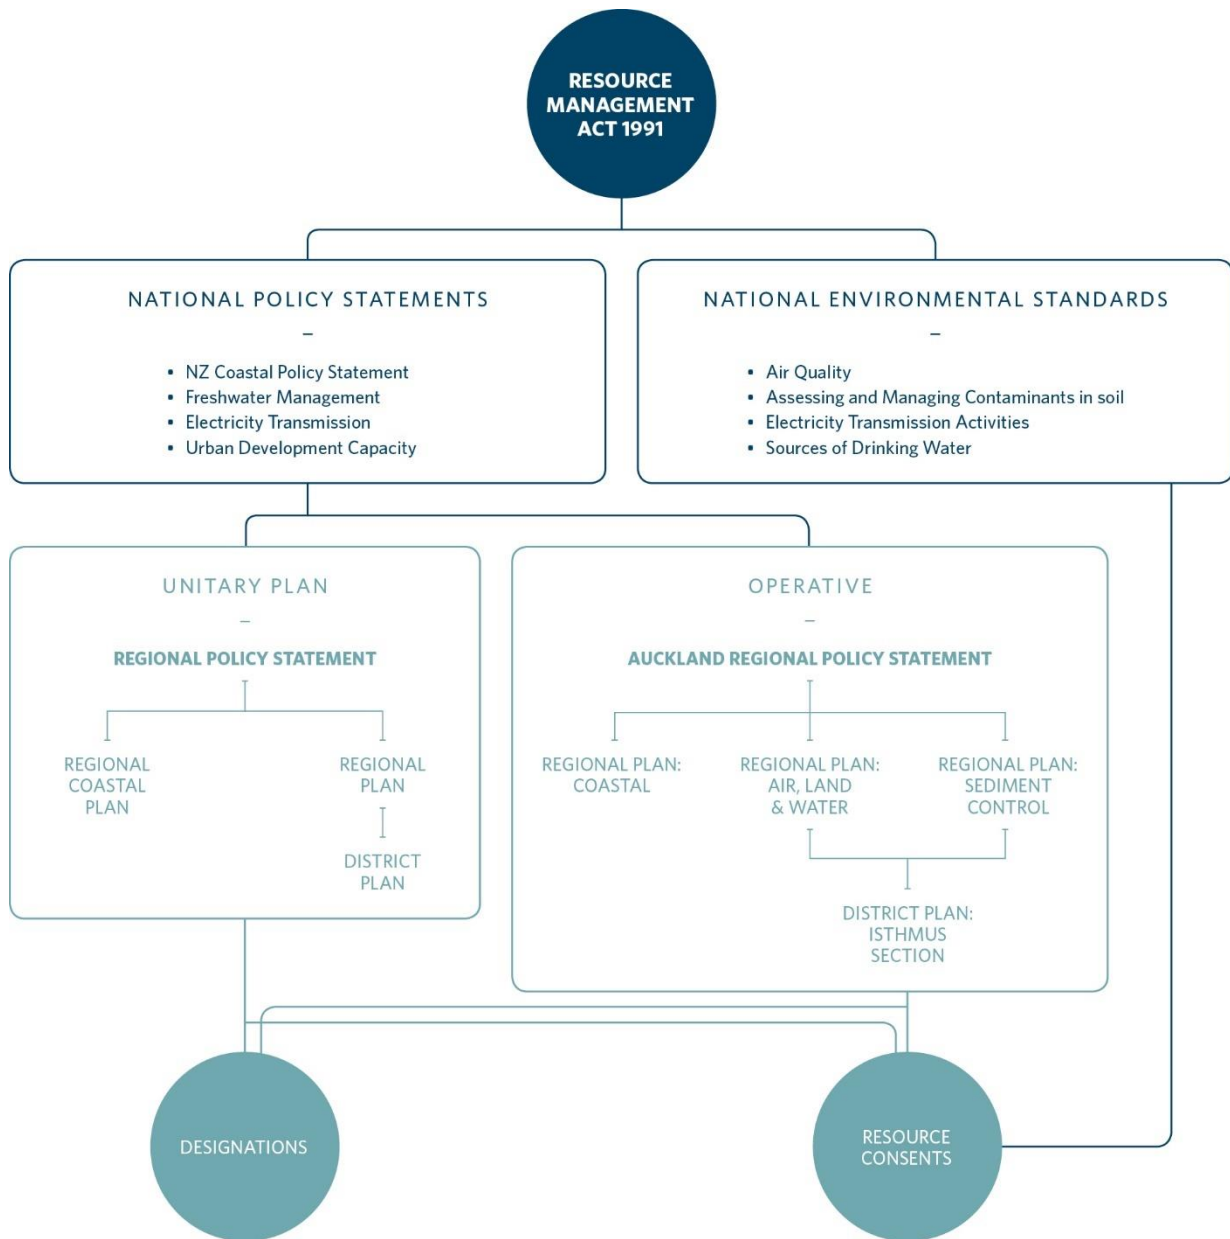 RESOURCE
MANAGEMENT
ACT 1991
NATIONAL POLICY STATEMENTS
–
• NZ Coastal Policy Statement
• Freshwater Management
• Electricity Transmission
• Urban Development Capacity
NATIONAL ENVIRONMENTAL STANDARDS
–
• Air Quality
• Assessing and Managing Contaminants in soil
• Electricity Transmission Activities
• Sources of Drinking Water
UNITARY PLAN
–
REGIONAL POLICY STATEMENT
REGIONAL
COASTAL
PLAN
REGIONAL
PLAN
DISTRICT
PLAN
OPERATIVE
–
AUCKLAND REGIONAL POLICY STATEMENT
REGIONAL PLAN:
COASTAL
REGIONAL PLAN:
AIR, LAND
& WATER
REGIONAL PLAN:
SEDIMENT
CONTROL
DISTRICT PLAN:
ISTHMUS
SECTION
DESIGNATIONS
RESOURCE
CONSENTS